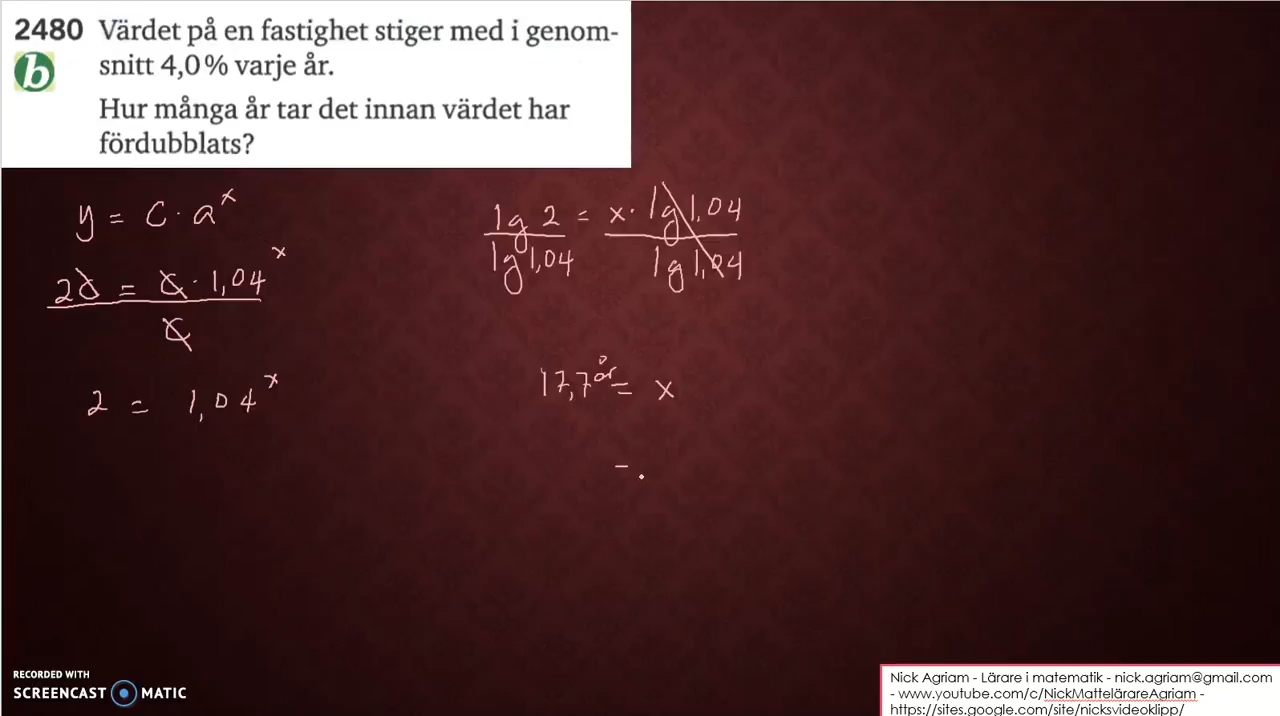 2480 Värdet på en fastighet stiger med i genom-
b snitt 4,0 % varje år.
Hur många år tar det innan värdet har
fördubblats?
y = C · a^x
2C = C · 1,04^x
C
2 = 1,04^x
lg 2 = x · lg 1,04
lg 1,04 lg 1,04
17,7 år = x
RECORDED WITH
SCREENCAST MATIC
Nick Agriam - Lärare i matematik - nick.agriam@gmail.com
- www.youtube.com/c/NickMattelärareAgriam -
https://sites.google.com/site/nicksvideoklipp/